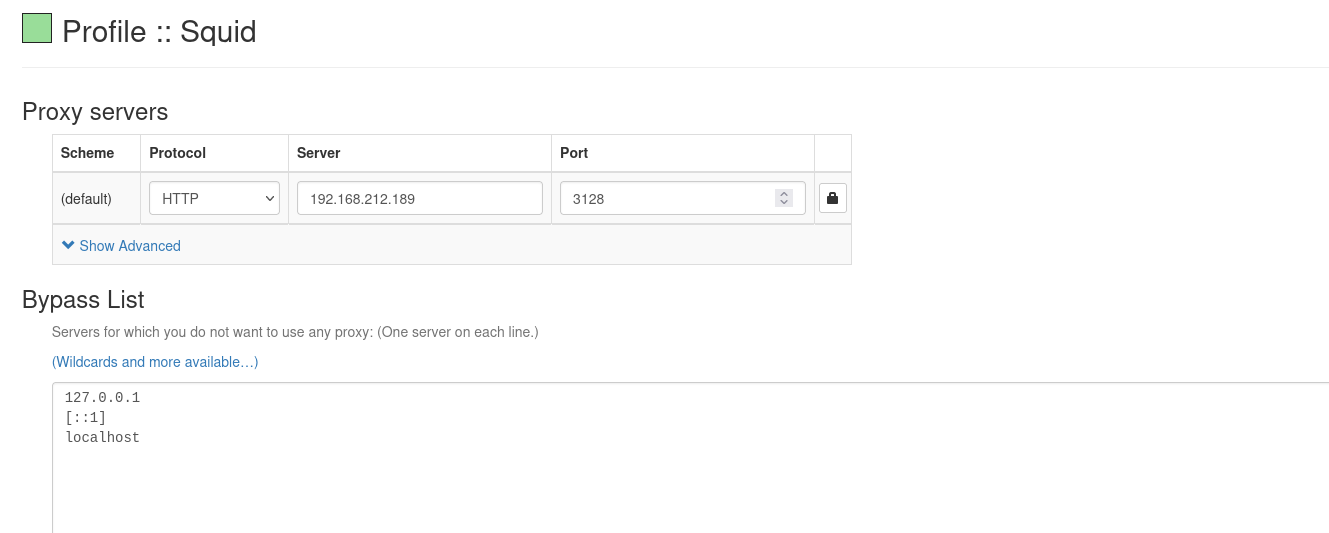 Profile :: Squid
Proxy servers
Scheme Protocol Server Port
(default) HTTP 192.168.212.189 3128
Show Advanced
Bypass List
Servers for which you do not want to use any proxy: (One server on each line.)
(Wildcards and more available…)
127.0.0.1
[::1]
localhost